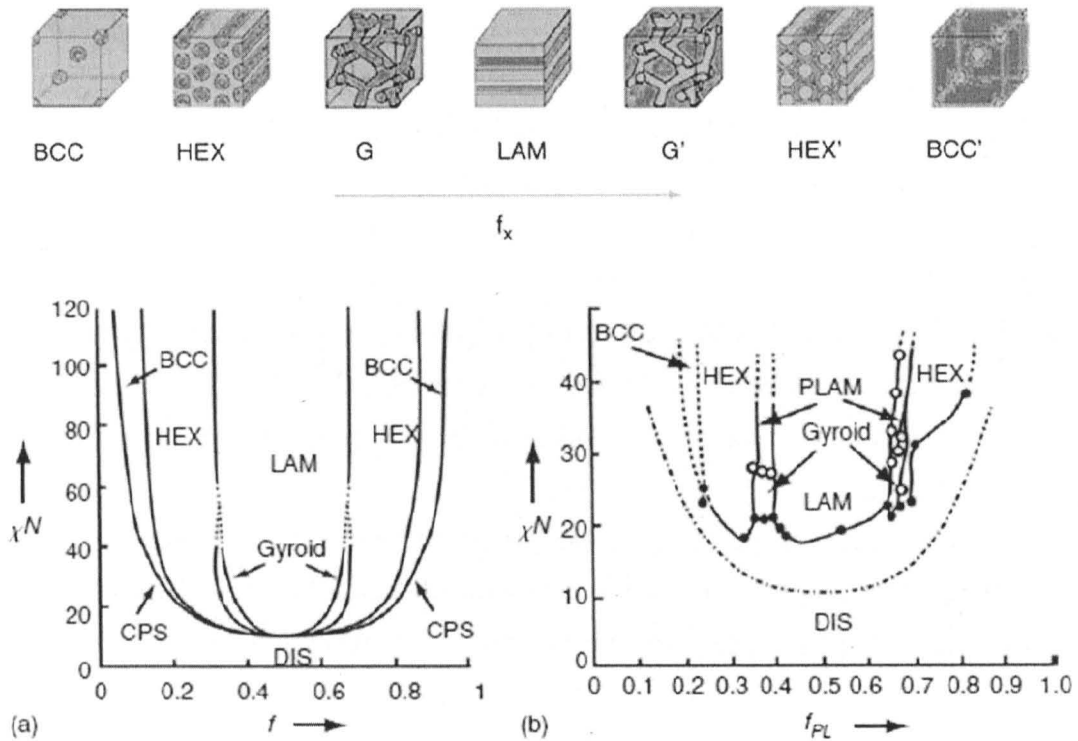 BCC HEX G LAM G' HEX' BCC'
f_x
120
100
80
60
40
20
0
χN
BCC
HEX
LAM
BCC
HEX
Gyroid
CPS
CPS
DIS
0 0.2 0.4 0.6 0.8 1
(a) f
40
30
20
10
0
χN
BCC
HEX
PLAM
HEX
Gyroid
LAM
DIS
0 0.1 0.2 0.3 0.4 0.5 0.6 0.7 0.8 0.9 1.0
(b) f_PL